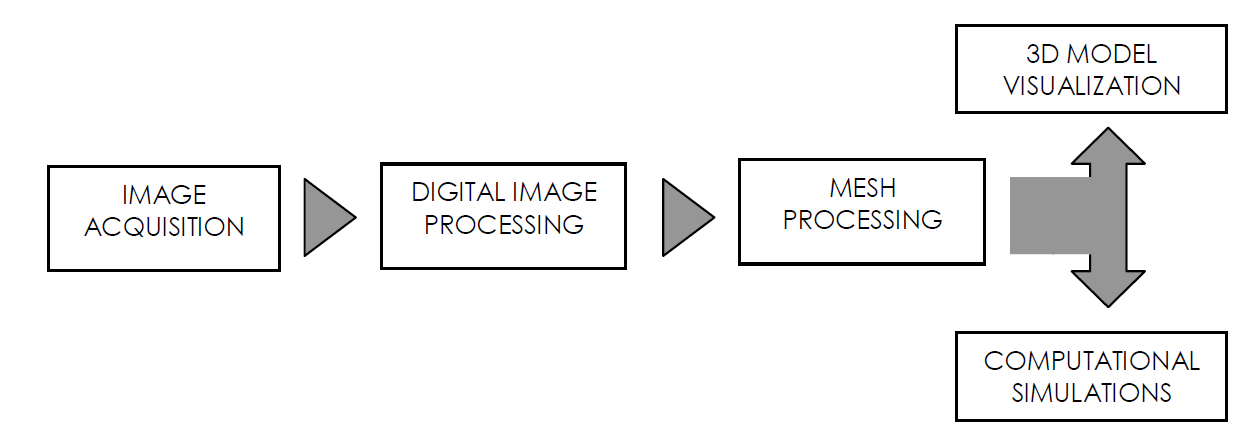 IMAGE
ACQUISITION
DIGITAL IMAGE
PROCESSING
MESH
PROCESSING
3D MODEL
VISUALIZATION
COMPUTATIONAL
SIMULATIONS